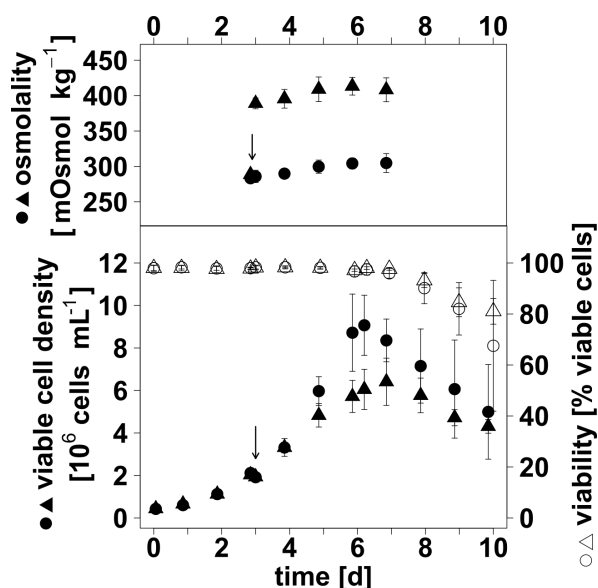 0 2 4 6 8 10
●▲ osmolality
[ mOsmol kg⁻¹ ]
450
400
350
300
250
●▲ viable cell density
[10⁶ cells mL⁻¹ ]
12
10
8
6
4
2
0
100
80
60
40
20
0
○△ viability [% viable cells]
0 2 4 6 8 10
time [d]